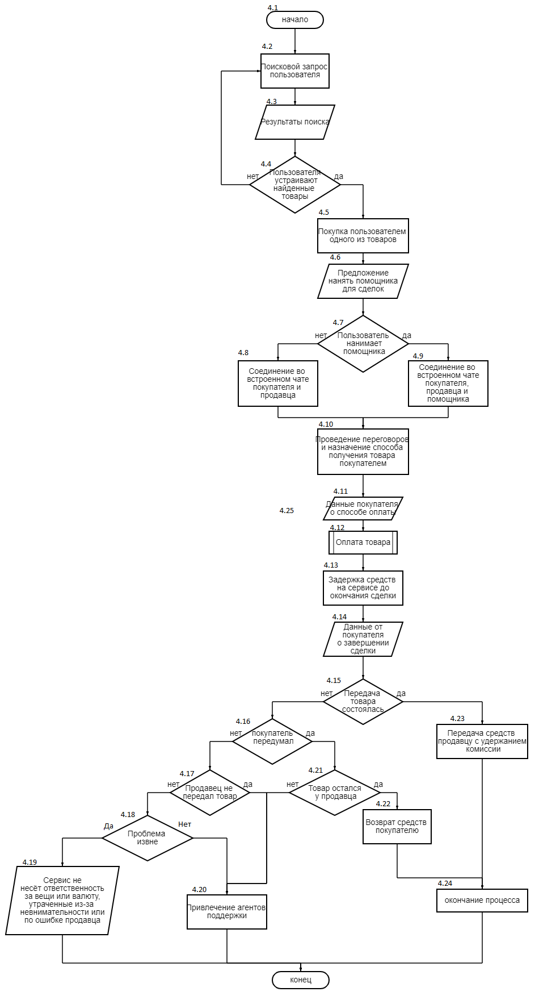 4.1
начало
4.2
Поисковой запрос
пользователя
4.3
Результаты поиска
4.4
нет
Пользователя
устраивают
найденные
товары
да
4.5
Покупка пользователем
одного из товаров
4.6
Предложение
нанять помощника
для сделок
4.7
нет
Пользователь
нанимает
помощника
да
4.8
Соединение во
встроенном чате
покупателя и
продавца
4.9
Соединение во
встроенном чате
покупателя,
продавца и
помощника
4.10
Проведение переговоров
и назначение способа
получения товара
покупателем
4.11
Данные покупателя
о способе оплаты
4.25
4.12
Оплата товара
4.13
Задержка средств
на сервисе до
окончания сделки
4.14
Данные от
покупателя
о завершении
сделки
4.15
нет
Передача
товара
состоялась
да
4.16
нет
покупатель
передумал
да
4.23
Передача средств
продавцу с удержанием
комиссии
4.17
нет
Продавец не
передал товар
да
4.21
нет
Товар остался
у продавца
да
4.22
Возврат средств
покупателю
4.18
Да
Проблема
извне
Нет
4.19
Сервис не
несёт ответственность
за вещи или валюту,
утраченные из-за
невнимательности или
по ошибке продавца
4.20
Привлечение агентов
поддержки
4.24
окончание процесса
конец